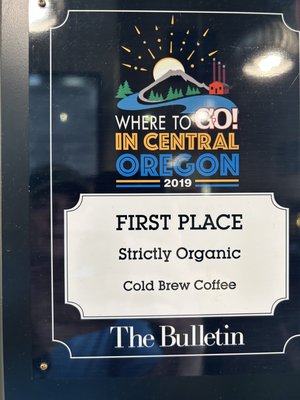 WHERE TO GO!
IN CENTRAL
OREGON
2019
FIRST PLACE
Strictly Organic
Cold Brew Coffee
The Bulletin